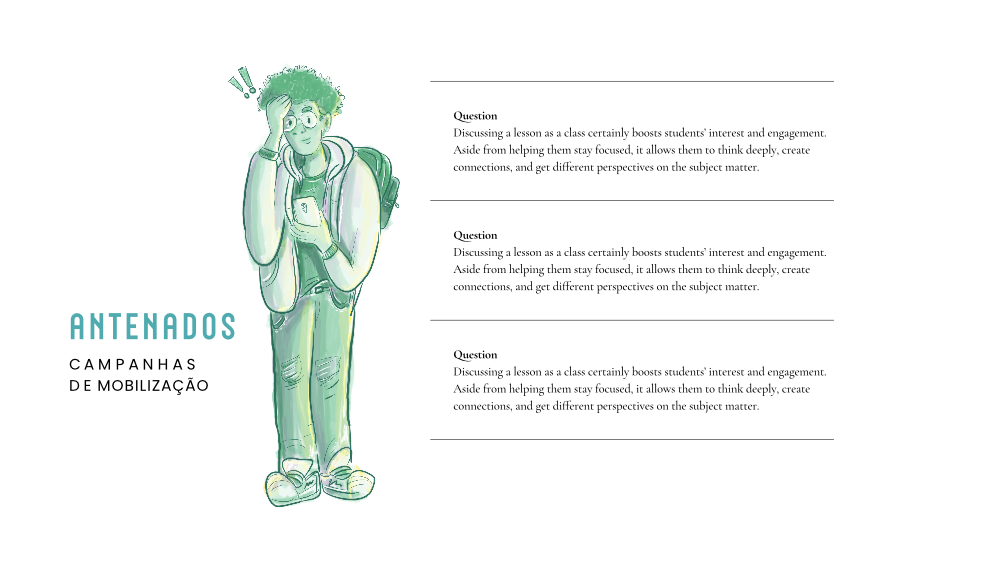 ANTENADOS
CAMPANHAS
DE MOBILIZAÇÃO
Question
Discussing a lesson as a class certainly boosts students’ interest and engagement.
Aside from helping them stay focused, it allows them to think deeply, create
connections, and get different perspectives on the subject matter.
Question
Discussing a lesson as a class certainly boosts students’ interest and engagement.
Aside from helping them stay focused, it allows them to think deeply, create
connections, and get different perspectives on the subject matter.
Question
Discussing a lesson as a class certainly boosts students’ interest and engagement.
Aside from helping them stay focused, it allows them to think deeply, create
connections, and get different perspectives on the subject matter.